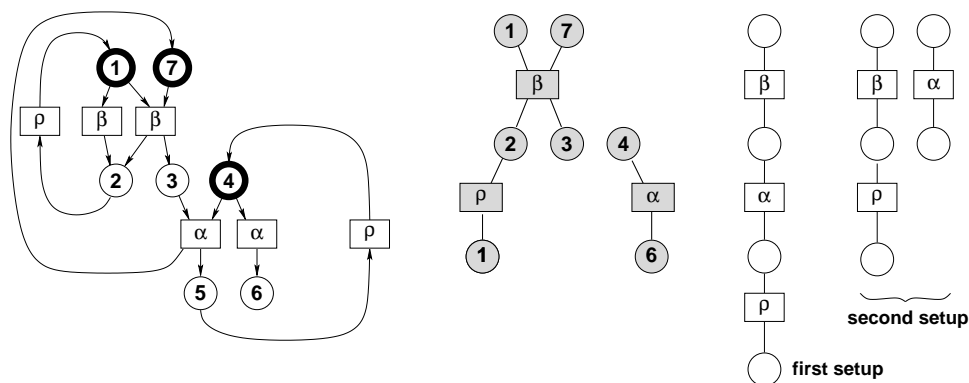 1 7
ρ β β
2 3 4
α α ρ
5 6
1 7
β
2 3 4
ρ α
1 6
β
α
ρ
first setup
β α
ρ
second setup